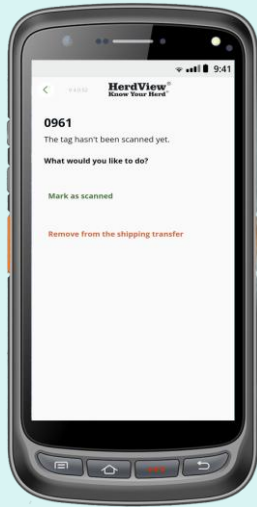 9:41
HerdView®
Know Your Herd®
0961
The tag hasn't been scanned yet.
What would you like to do?
Mark as scanned
Remove from the shipping transfer